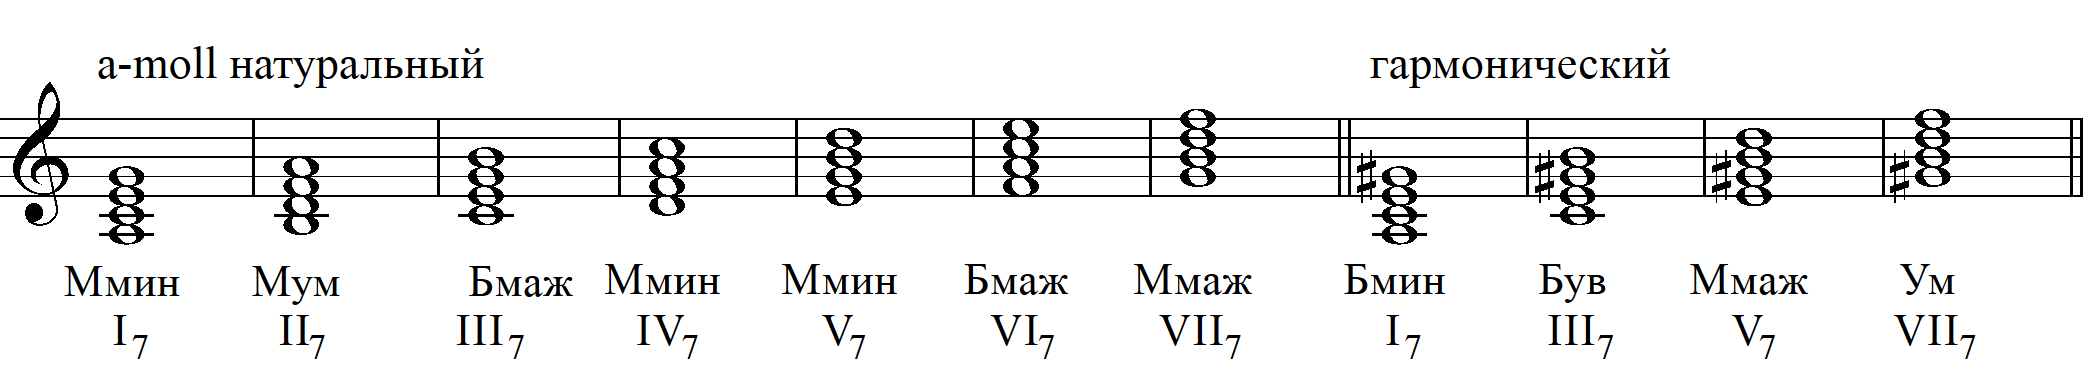 a-moll натуральный гармонический
Ммин Мум Бмаж Ммин Ммин Бмаж Ммаж Бмин Був Ммаж Ум
I7 II7 III7 IV7 V7 VI7 VII7 I7 III7 V7 VII7